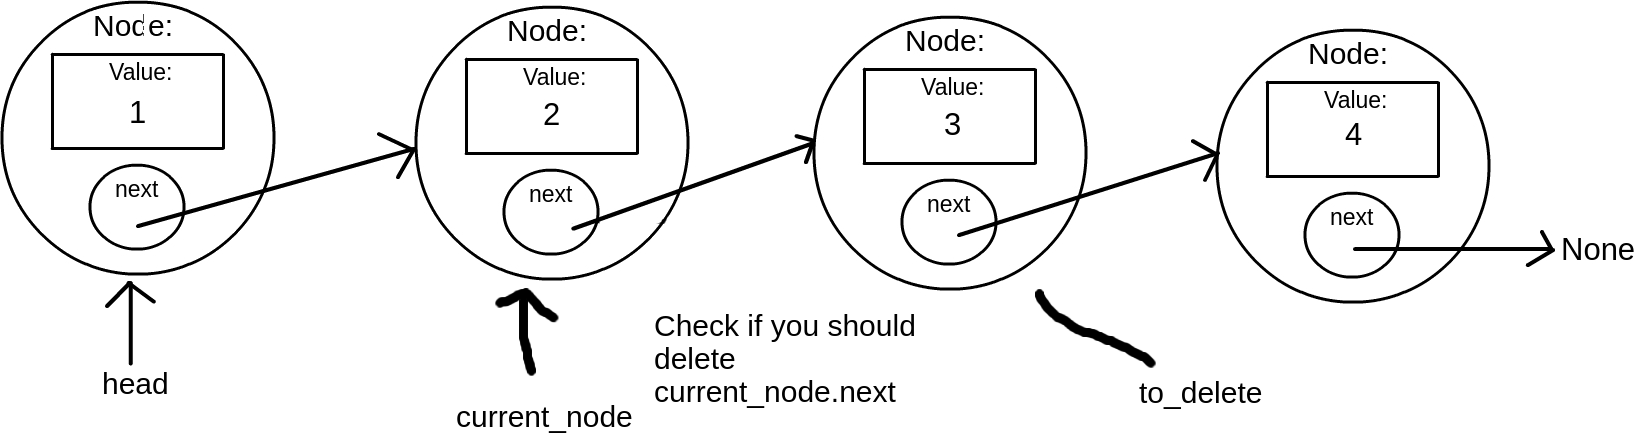 Node:
Value:
1
next
Node:
Value:
2
next
Node:
Value:
3
next
Node:
Value:
4
next
None
head
current_node
Check if you should
delete
current_node.next
to_delete